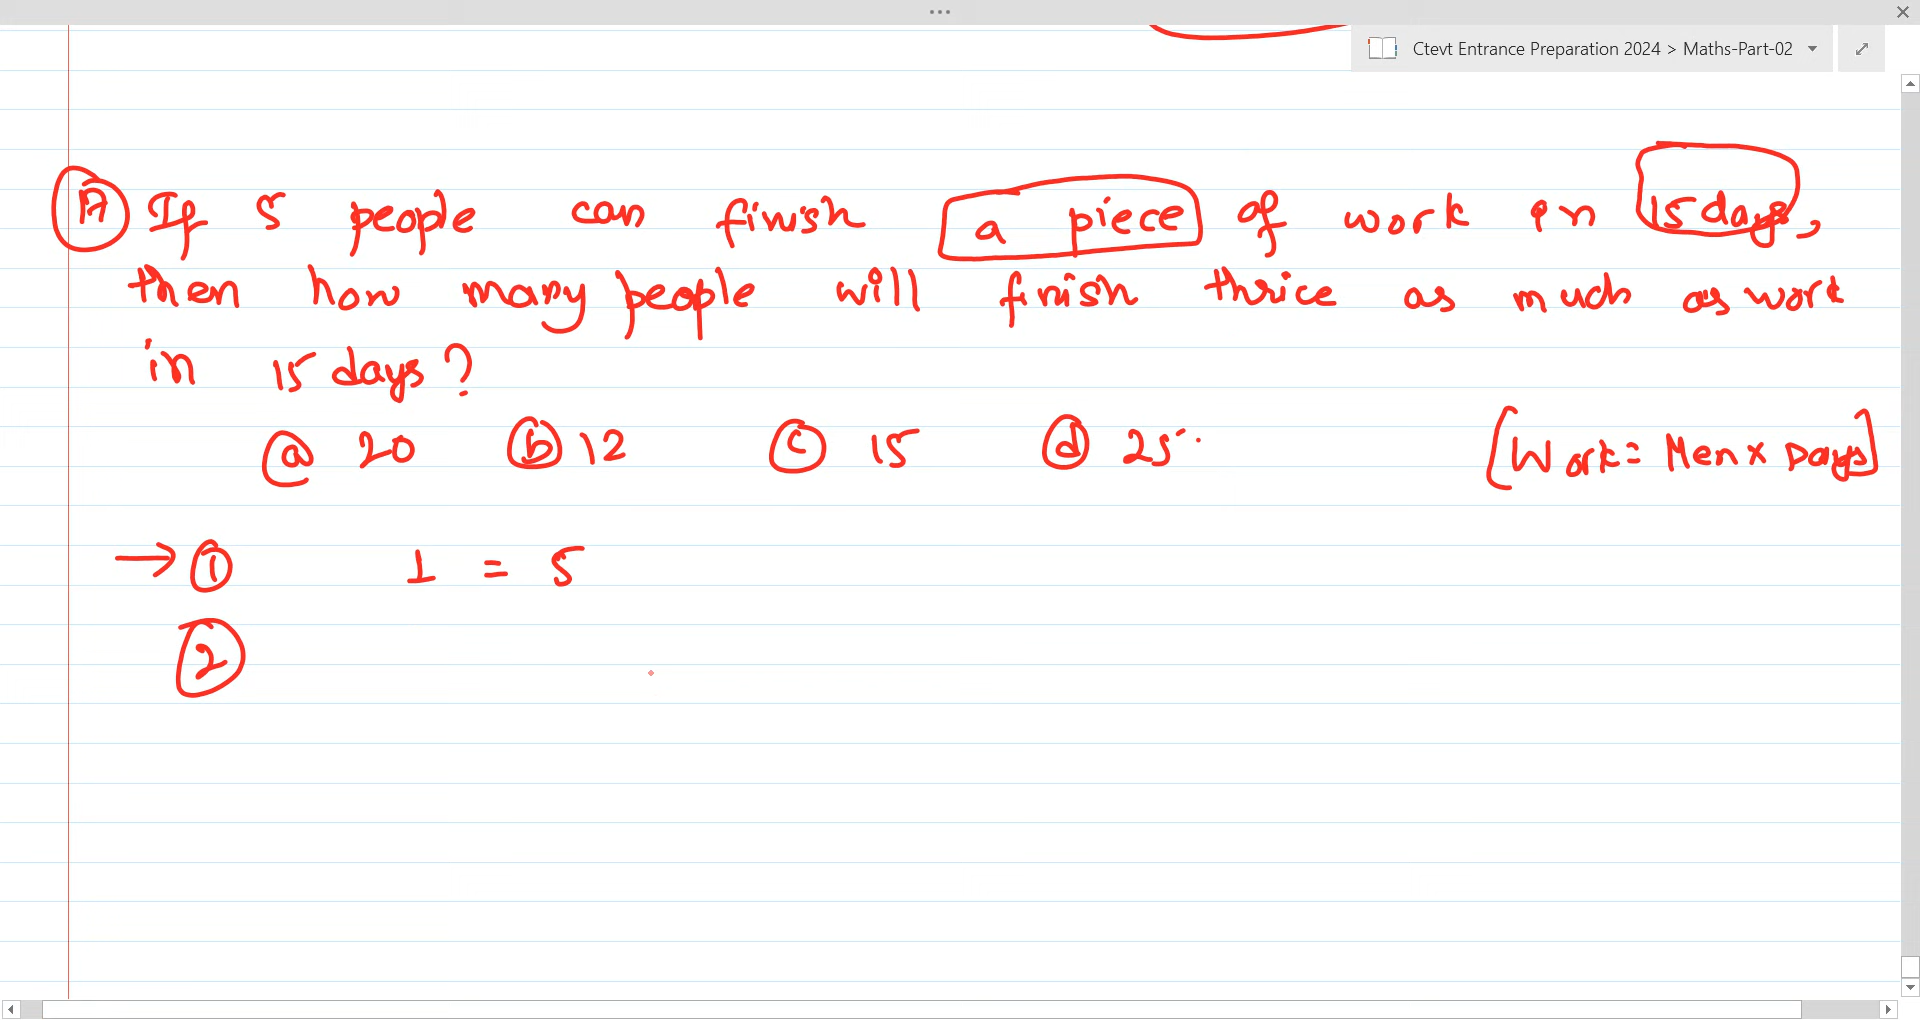 Ctevt Entrance Preparation 2024 > Maths-Part-02
A If 5 people can finish a piece of work in 15 days,
then how many people will finish thrice as much as work
in 15 days?
a 20 b 12 c 15 d 25.
[Work = Men x Days]
→ 1 1 = 5
2